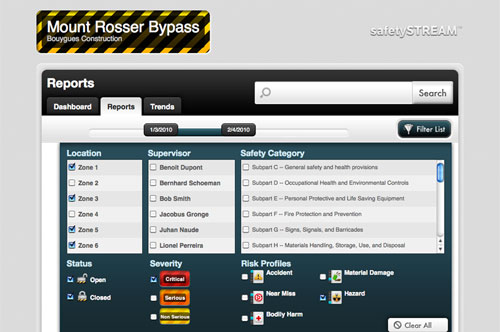 Mount Rosser Bypass
Bouygues Construction
safetySTREAM™
Reports
Search
Dashboard Reports Trends
1/3/2010 2/4/2010
Filter List
Location Supervisor Safety Category
Zone 1 Benoit Dupont Subpart C – General safety and health provisions
Zone 2 Bernhard Schoeman Subpart D – Occupational Health and Environmental Controls
Zone 3 Bob Smith Subpart E – Personal Protective and Life Saving Equipment
Zone 4 Jacobus Gronge Subpart F – Fire Protection and Prevention
Zone 5 Juhan Naude Subpart G – Signs, Signals, and Barricades
Zone 6 Lionel Perreira Subpart H – Materials Handling, Storage, Use, and Disposal
Status Severity Risk Profiles
Open Critical Accident Meterial Damage
Closed Serious Near Miss Hazard
Non Serious Bodily Harm
Clear All